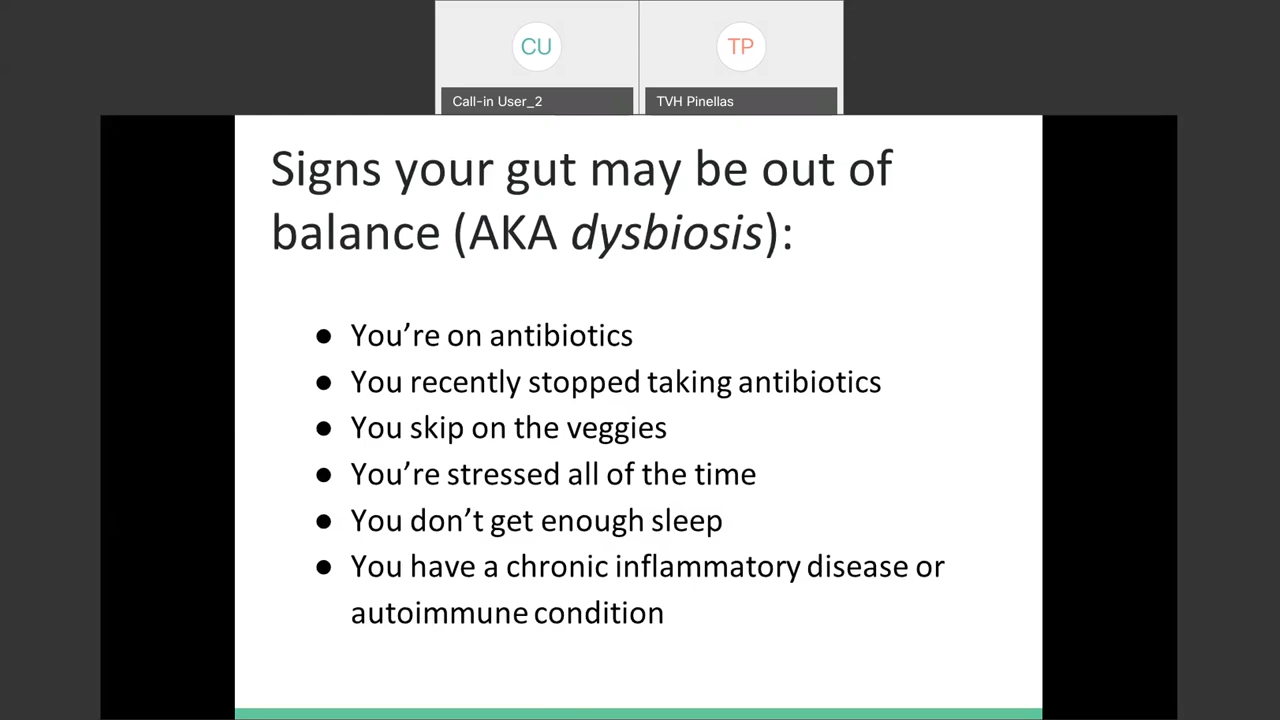 CU
TP
Call-in User_2
TVH Pinellas
Signs your gut may be out of
balance (AKA dysbiosis):
● You’re on antibiotics
● You recently stopped taking antibiotics
● You skip on the veggies
● You’re stressed all of the time
● You don’t get enough sleep
● You have a chronic inflammatory disease or
autoimmune condition